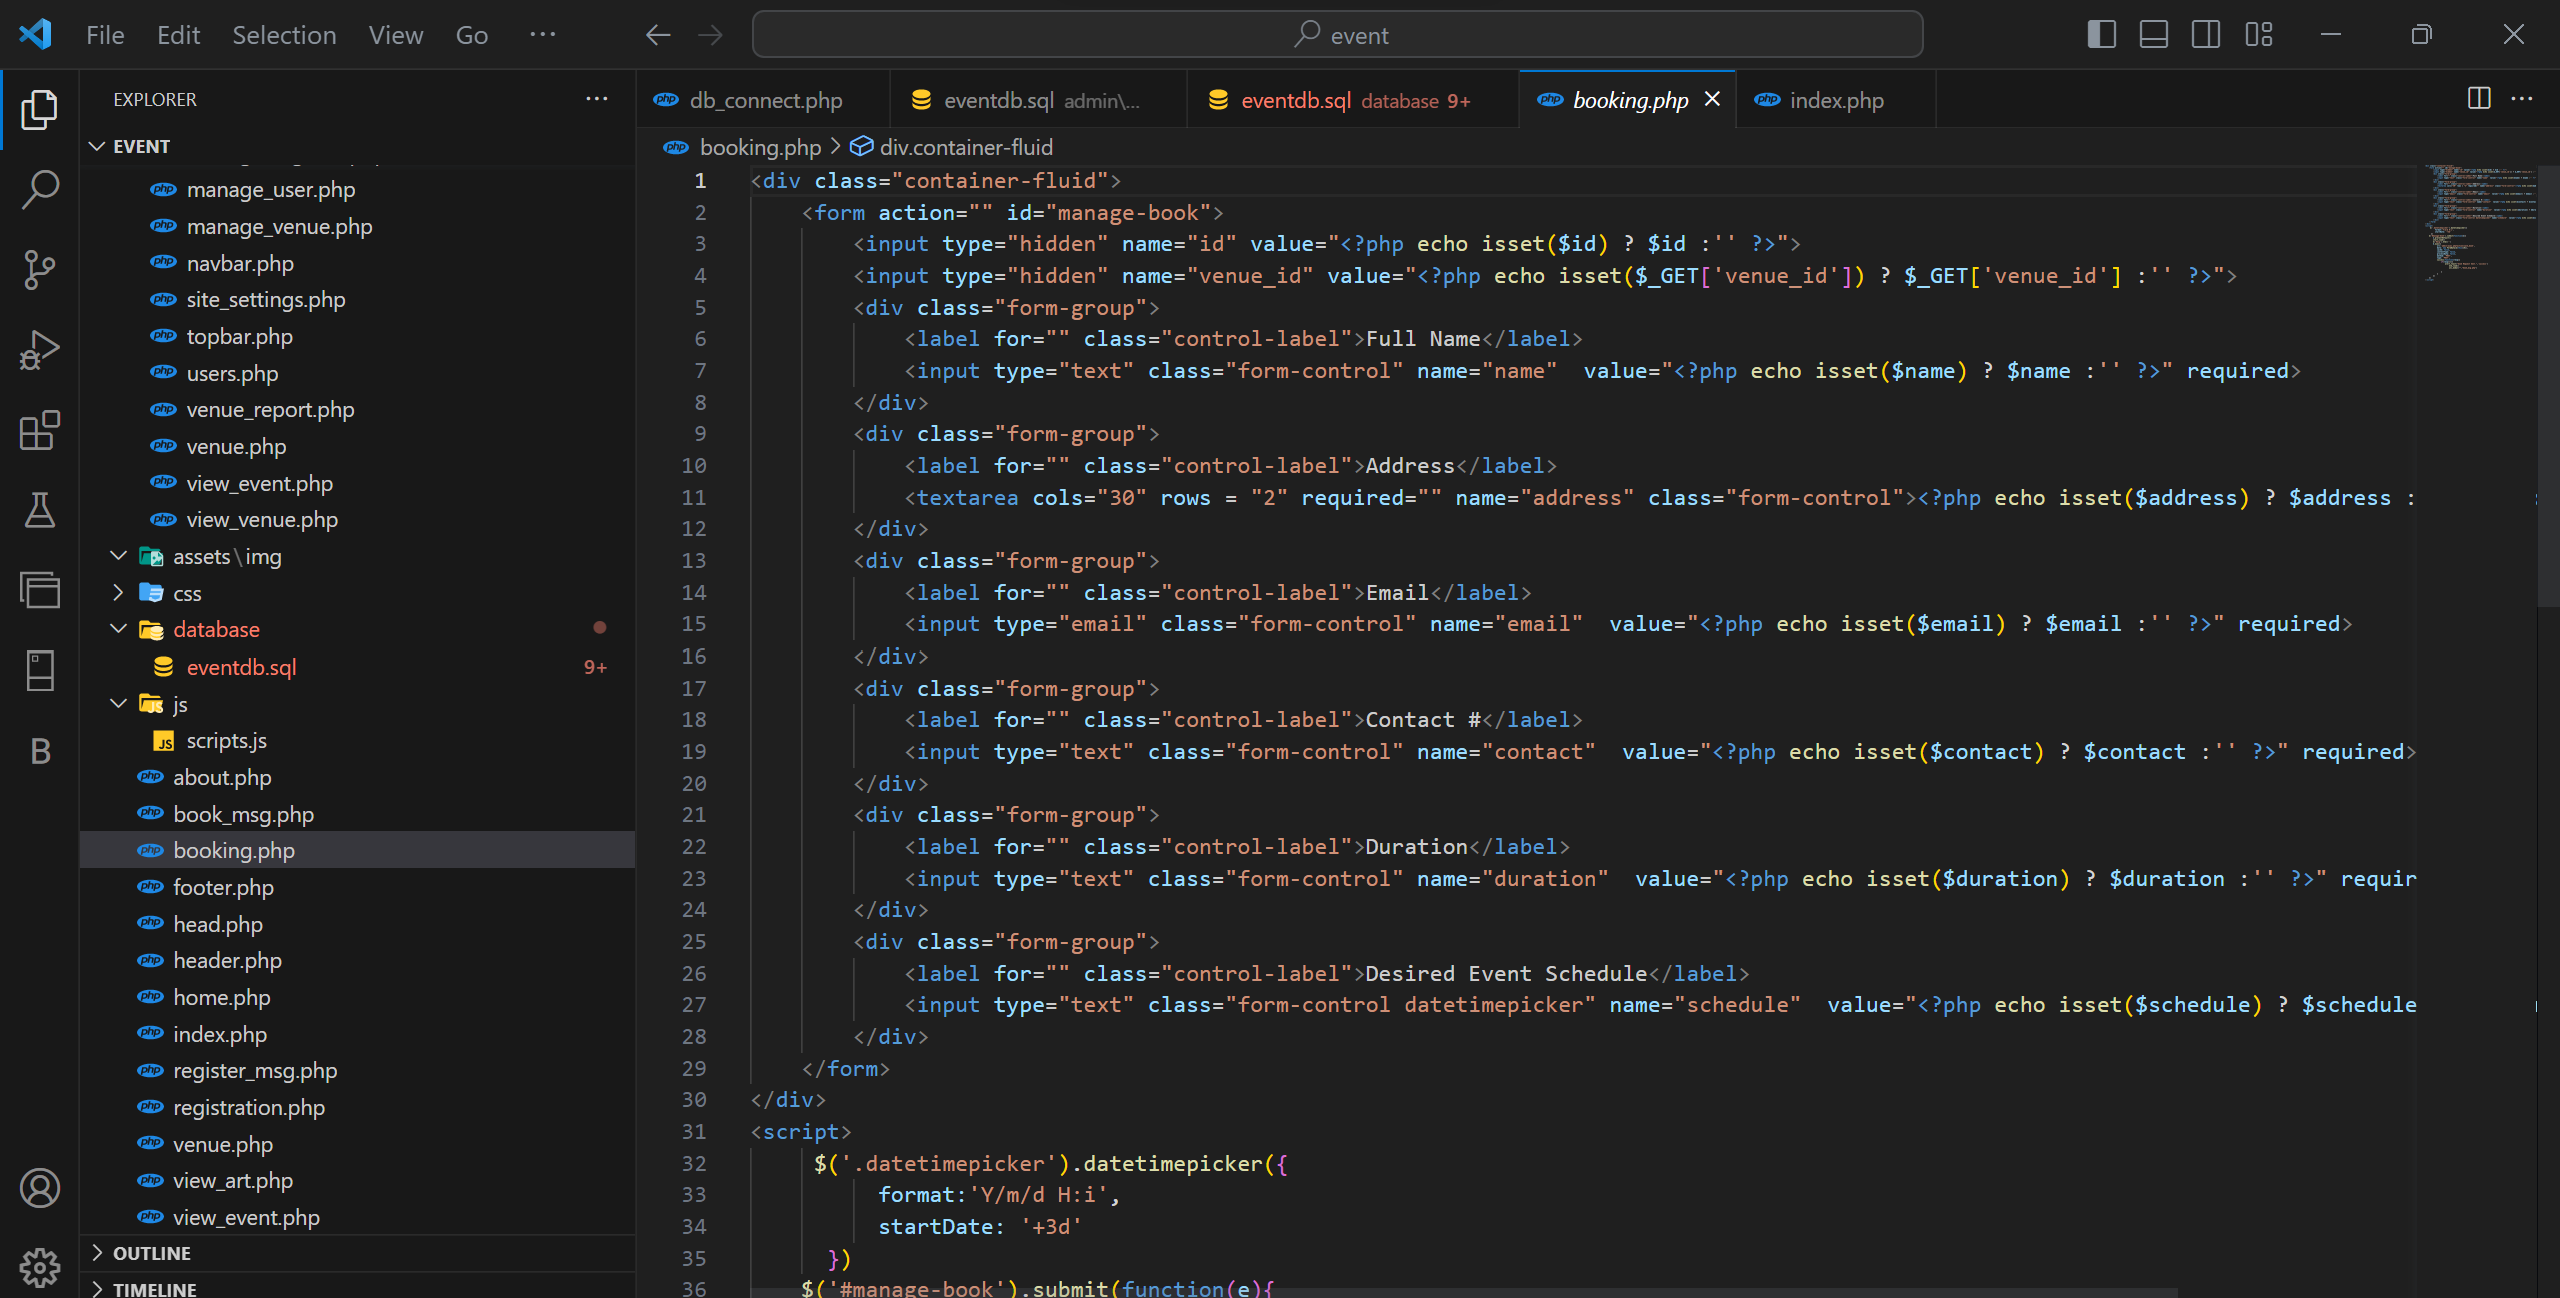 File Edit Selection View Go ··· event
EXPLORER ···
EVENT
manage_user.php
manage_venue.php
navbar.php
site_settings.php
topbar.php
users.php
venue_report.php
venue.php
view_event.php
view_venue.php
assets\img
css
database
eventdb.sql 9+
js
scripts.js
about.php
book_msg.php
booking.php
footer.php
head.php
header.php
home.php
index.php
register_msg.php
registration.php
venue.php
view_art.php
view_event.php
OUTLINE
TIMELINE
B
db_connect.php eventdb.sql admin\... eventdb.sql database 9+ booking.php index.php
booking.php > div.container-fluid
1 <div class="container-fluid">
2 <form action="" id="manage-book">
3 <input type="hidden" name="id" value="<?php echo isset($id) ? $id :'' ?>">
4 <input type="hidden" name="venue_id" value="<?php echo isset($_GET['venue_id']) ? $_GET['venue_id'] :'' ?>">
5 <div class="form-group">
6 <label for="" class="control-label">Full Name</label>
7 <input type="text" class="form-control" name="name"  value="<?php echo isset($name) ? $name :'' ?>" required>
8 </div>
9 <div class="form-group">
10 <label for="" class="control-label">Address</label>
11 <textarea cols="30" rows = "2" required="" name="address" class="form-control"><?php echo isset($address) ? $address :
12 </div>
13 <div class="form-group">
14 <label for="" class="control-label">Email</label>
15 <input type="email" class="form-control" name="email"  value="<?php echo isset($email) ? $email :'' ?>" required>
16 </div>
17 <div class="form-group">
18 <label for="" class="control-label">Contact #</label>
19 <input type="text" class="form-control" name="contact"  value="<?php echo isset($contact) ? $contact :'' ?>" required>
20 </div>
21 <div class="form-group">
22 <label for="" class="control-label">Duration</label>
23 <input type="text" class="form-control" name="duration"  value="<?php echo isset($duration) ? $duration :'' ?>" requir
24 </div>
25 <div class="form-group">
26 <label for="" class="control-label">Desired Event Schedule</label>
27 <input type="text" class="form-control datetimepicker" name="schedule"  value="<?php echo isset($schedule) ? $schedule
28 </div>
29 </form>
30 </div>
31 <script>
32 $('.datetimepicker').datetimepicker({
33 format:'Y/m/d H:i',
34 startDate: '+3d'
35 })
36 $('#manage-book').submit(function(e){